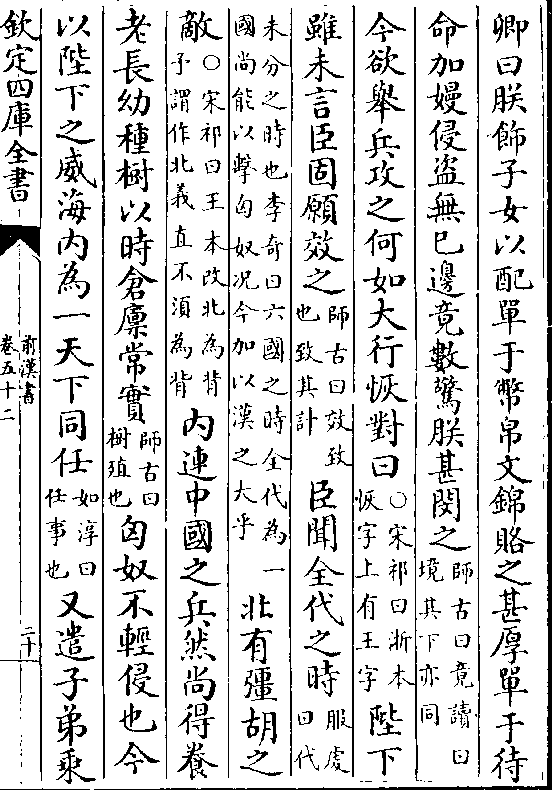 卿曰朕飾子女以配單于幣帛文錦賂之甚厚單于待
命加嫚侵盗無已邊竟數驚朕甚閔之師古曰竟讀曰境其下亦同
今欲舉兵攻之何如大行恢對曰○宋祁曰浙本恢字上有王字陛下
雖未言臣固願效之師古曰效致也致其計臣聞全代之時服虔曰代
未分之時也李奇曰六國之時全代為一國尚能以擊匈奴况今加以漢之大乎北有彊胡之
敵○宋祁曰王本改北為背予謂作北義直不須為背内連中國之兵然尚得養
老長幼種樹以時倉廩常實師古曰樹殖也匈奴不輕侵也今
以陛下之威海内為一天下同任如淳曰任事也又遣子弟乘
欽定四庫全書
前漢書
卷五十二
二十